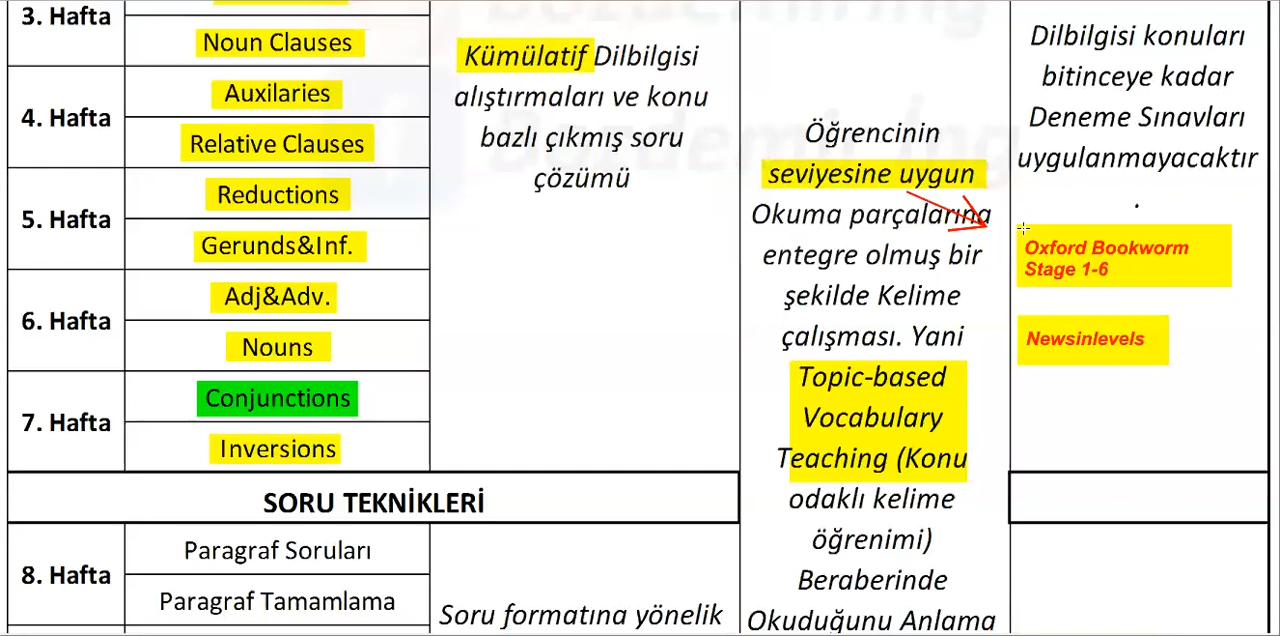 3. Hafta
Noun Clauses
4. Hafta
Auxilaries
Relative Clauses
5. Hafta
Reductions
Gerunds&Inf.
6. Hafta
Adj&Adv.
Nouns
7. Hafta
Conjunctions
Inversions
Kümülatif Dilbilgisi
alıştırmaları ve konu
bazlı çıkmış soru
çözümü
Öğrencinin
seviyesine uygun
Okuma parçalarına
entegre olmuş bir
şekilde Kelime
çalışması. Yani
Topic-based
Vocabulary
Teaching (Konu
odaklı kelime
öğrenimi)
Beraberinde
Okuduğunu Anlama
Dilbilgisi konuları
bitinceye kadar
Deneme Sınavları
uygulanmayacaktır
.
Oxford Bookworm
Stage 1-6
Newsinlevels
SORU TEKNİKLERİ
8. Hafta
Paragraf Soruları
Paragraf Tamamlama
Soru formatına yönelik
Bozdemir İng